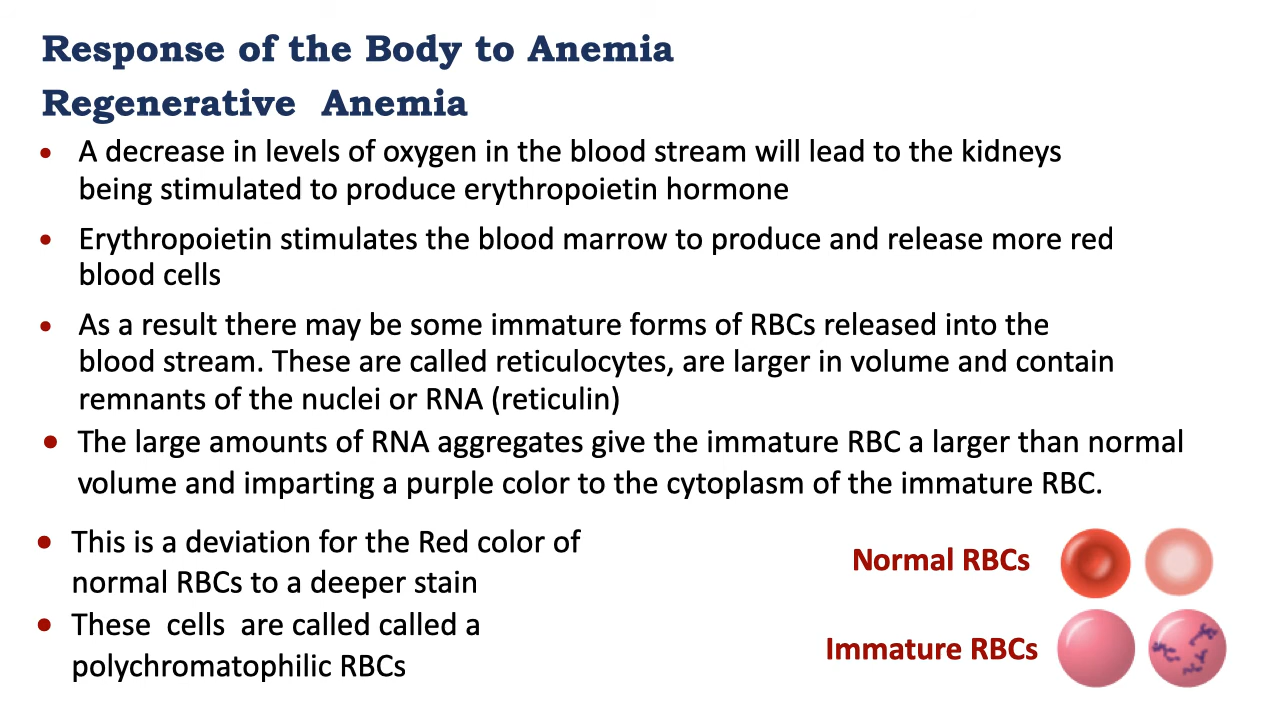 Response of the Body to Anemia
Regenerative Anemia
• A decrease in levels of oxygen in the blood stream will lead to the kidneys
being stimulated to produce erythropoietin hormone
• Erythropoietin stimulates the blood marrow to produce and release more red
blood cells
• As a result there may be some immature forms of RBCs released into the
blood stream. These are called reticulocytes, are larger in volume and contain
remnants of the nuclei or RNA (reticulin)
• The large amounts of RNA aggregates give the immature RBC a larger than normal
volume and imparting a purple color to the cytoplasm of the immature RBC.
• This is a deviation for the Red color of
normal RBCs to a deeper stain
• These cells are called called a
polychromatophilic RBCs
Normal RBCs
Immature RBCs